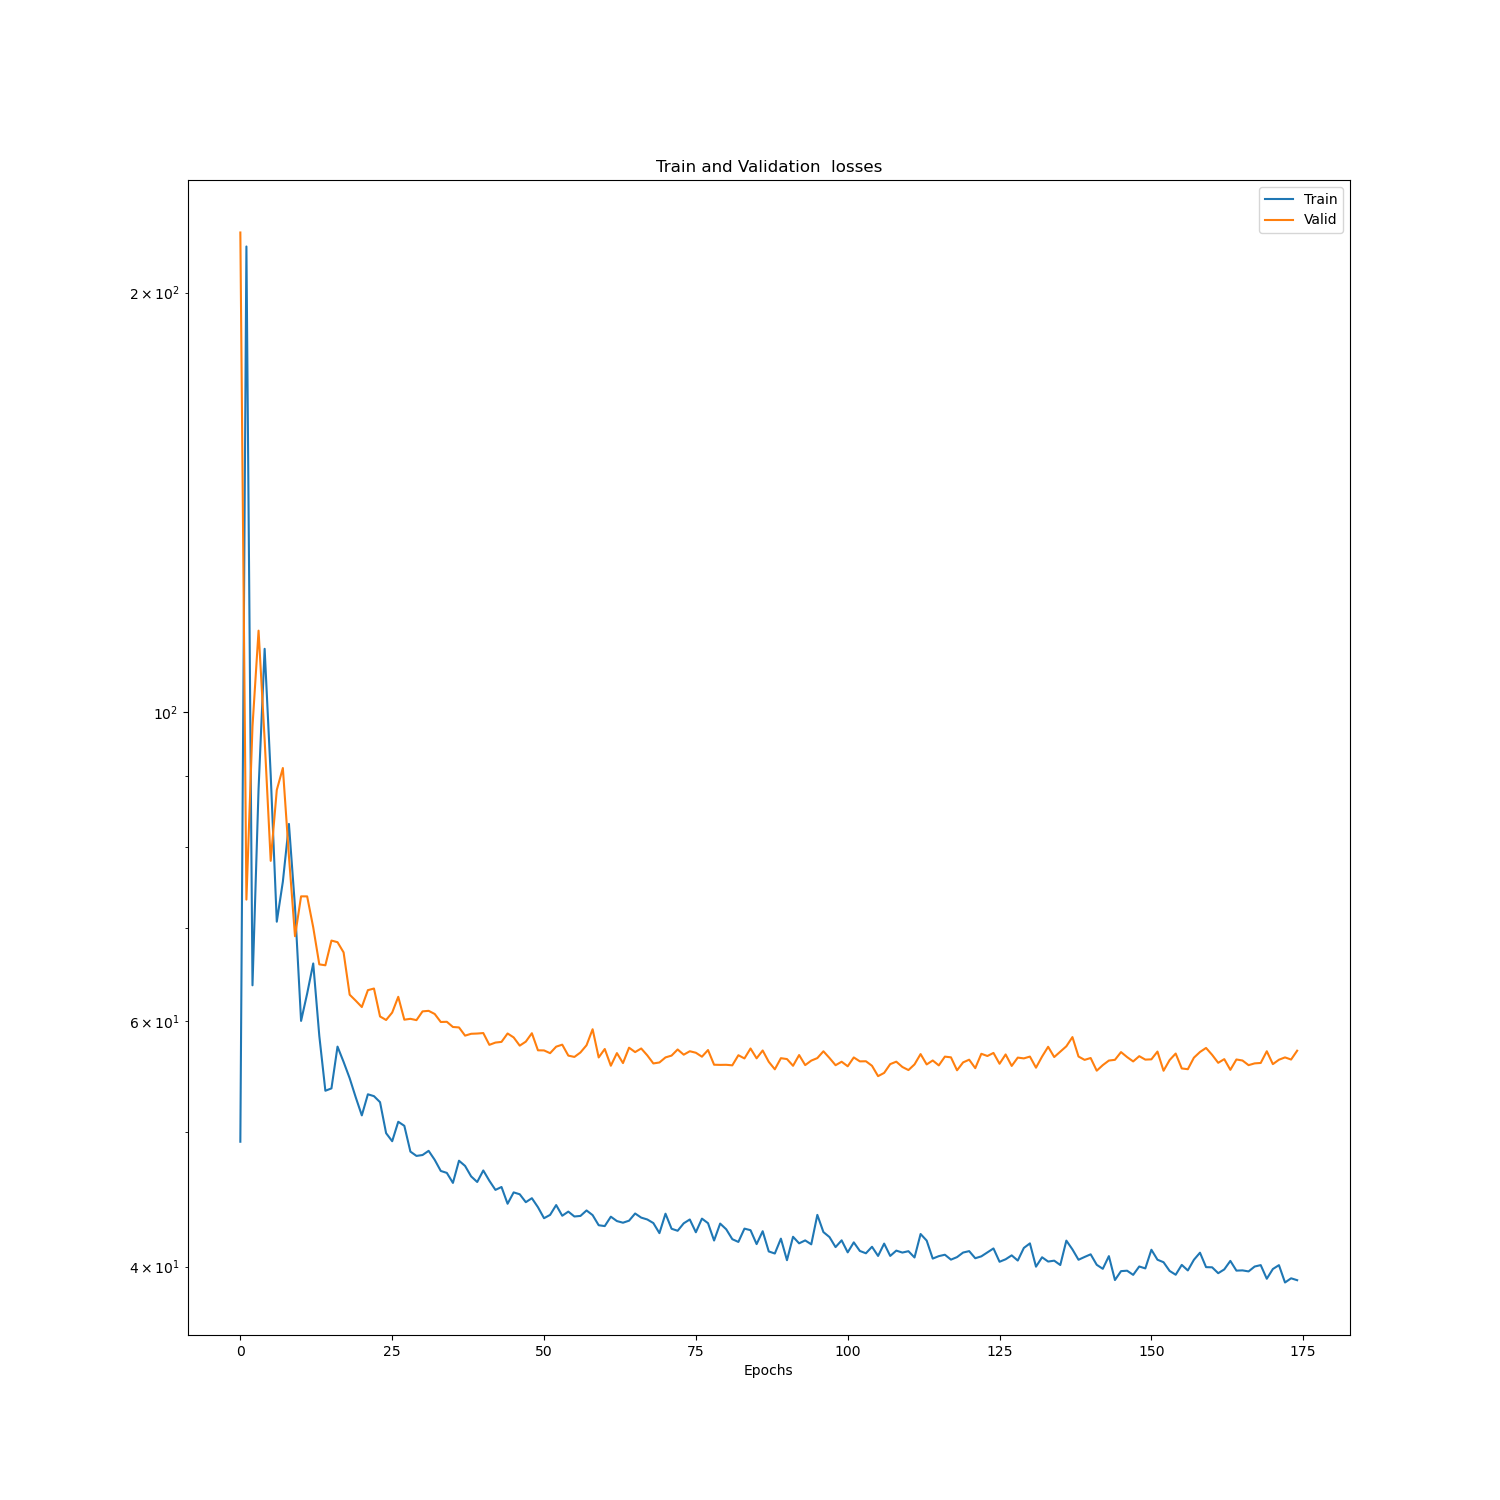 Train and Validation  losses
Train
Valid
2 × 10²
10²
6 × 10¹
4 × 10¹
0 25 50 75 100 125 150 175
Epochs